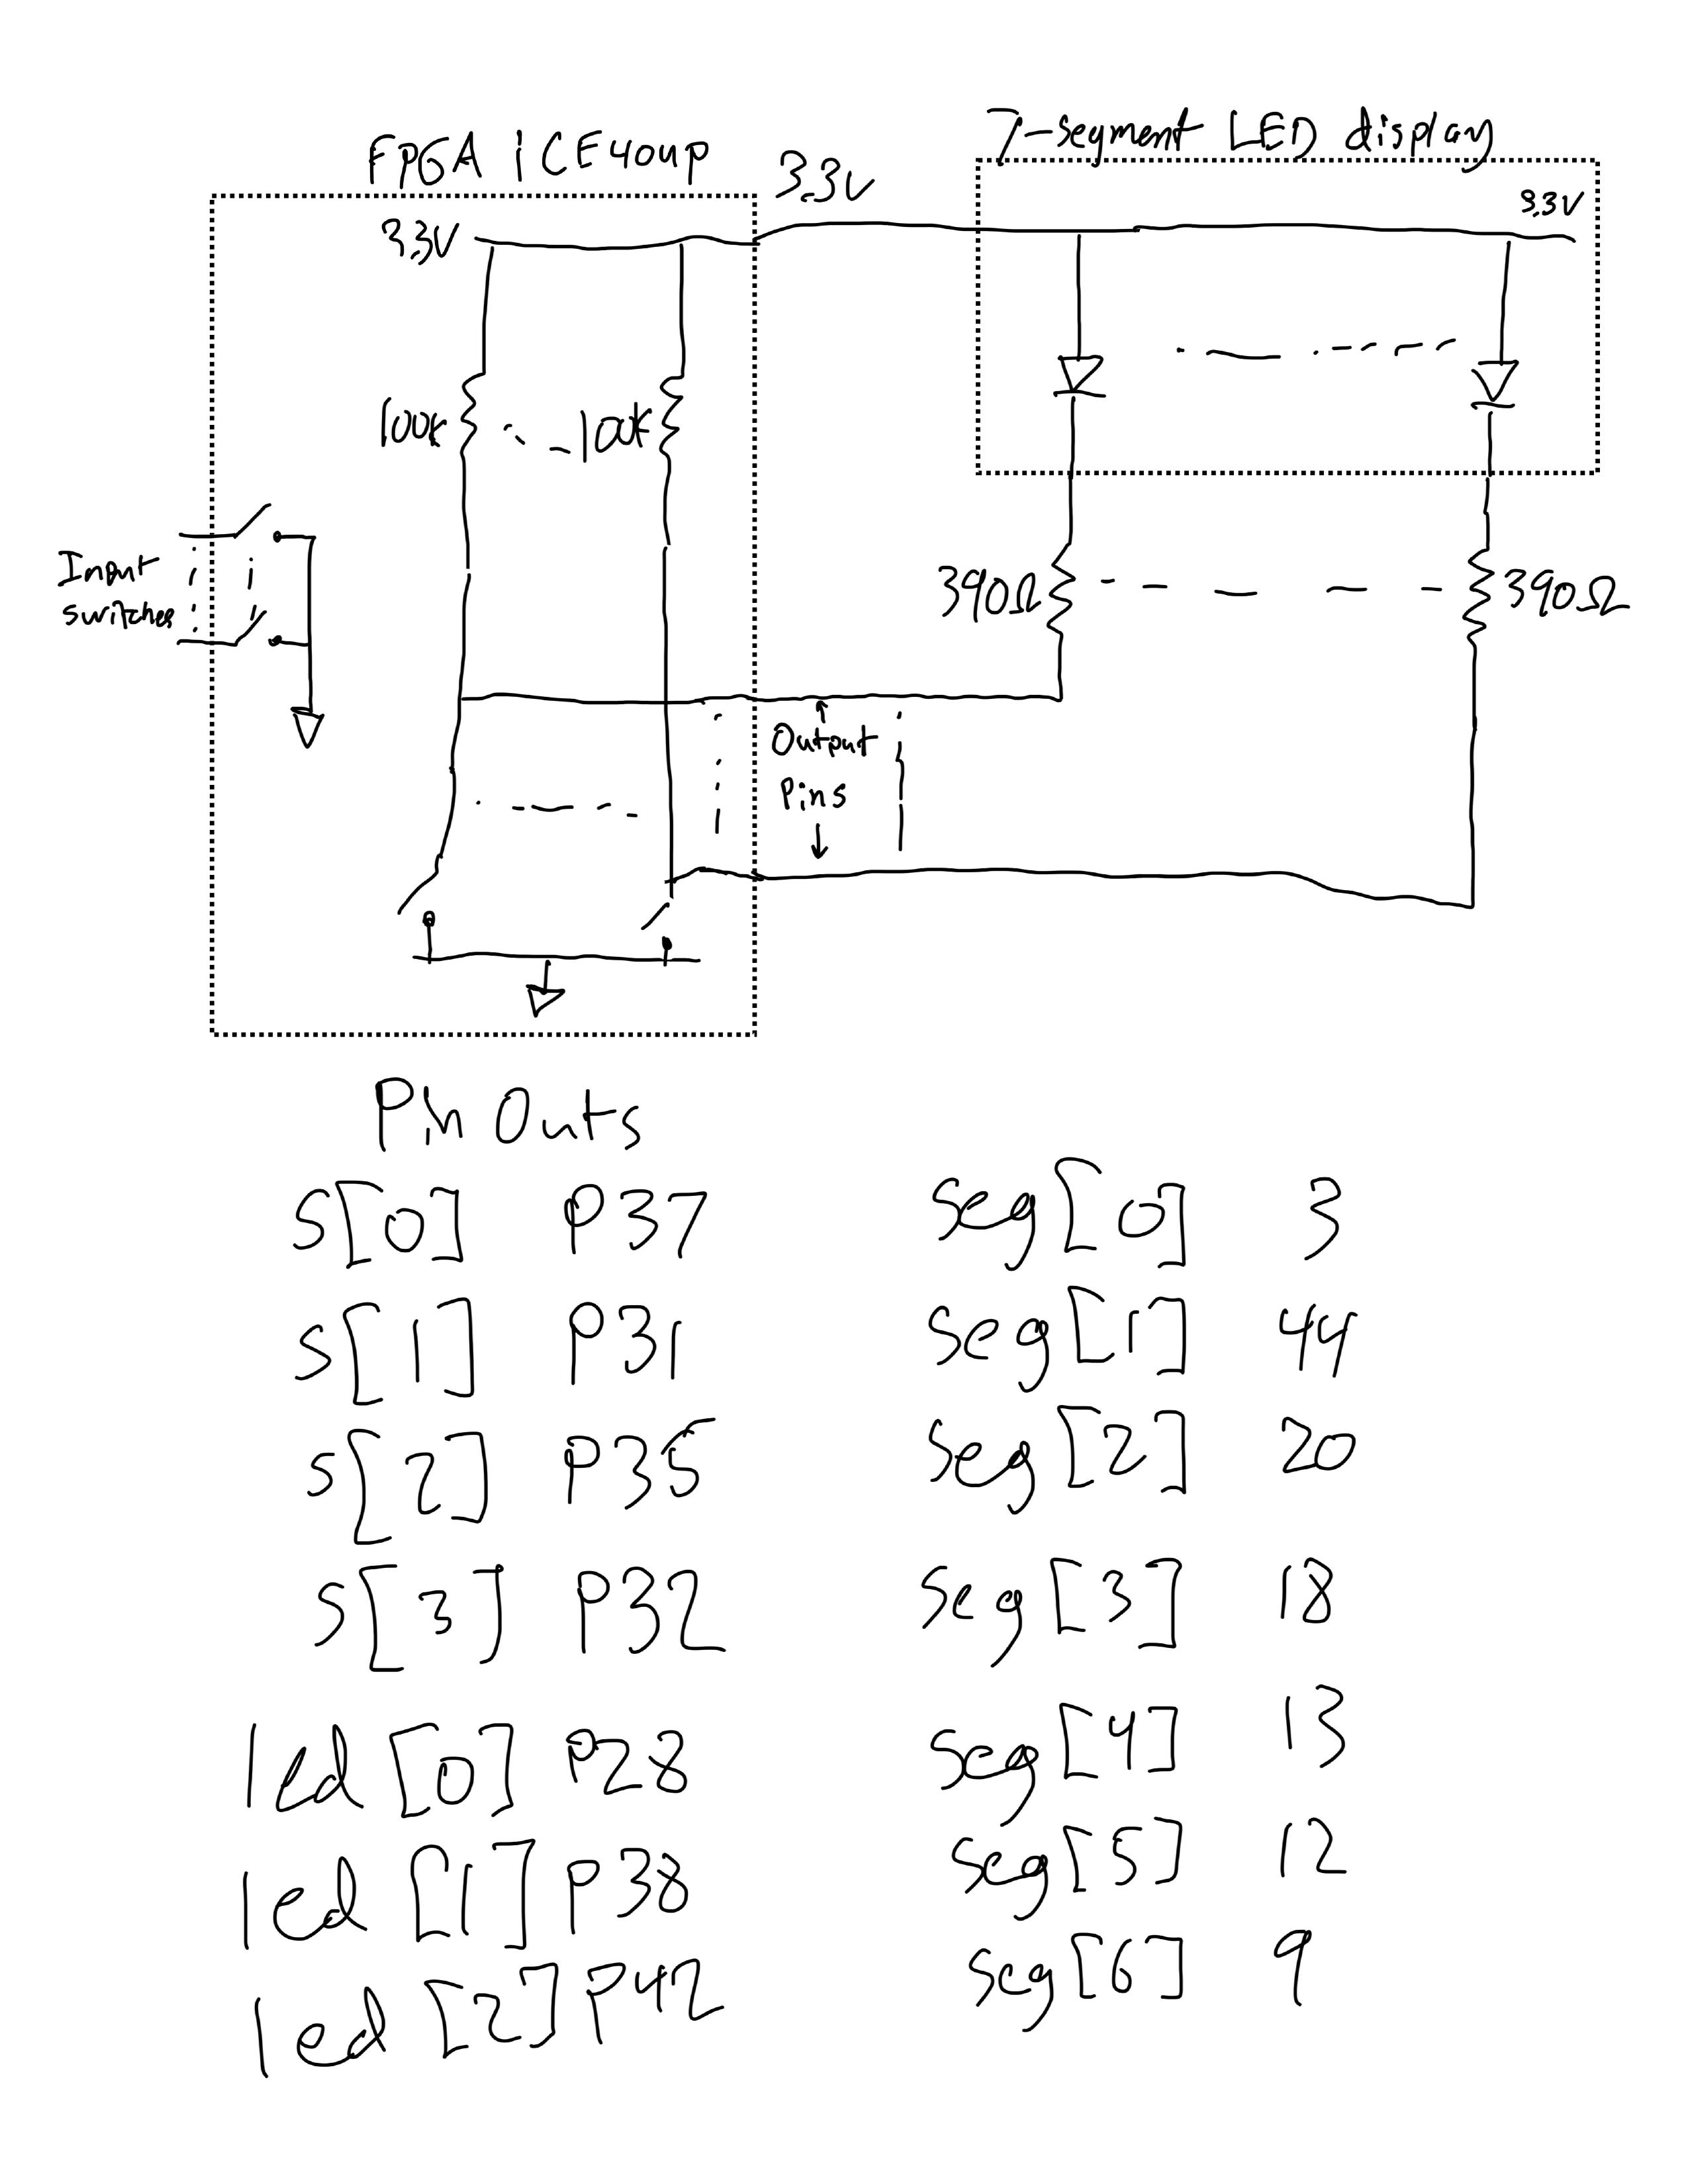 7-segment LED display
FPGA iCE40UP
3.3V
3.3V
3.3V
100k
100k
Input
switches
390Ω
390Ω
Output
Pins
Pin Outs
S[0] P37
S[1] P31
S[2] P35
S[3] P32
led [0] P28
led [1] P38
led [2] P42
Seg[0] 3
Seg[1] 44
Seg[2] 20
Seg[3] 18
Seg[4] 13
Seg[5] 12
Seg[6] 9